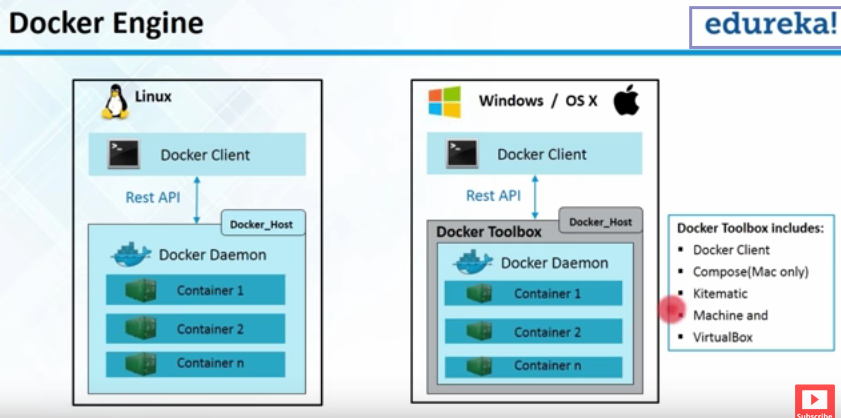 Docker Engine
edureka!
Linux
Docker Client
Rest API
Docker_Host
Docker Daemon
Container 1
Container 2
Container n
Windows / OS X
Docker Client
Rest API
Docker_Host
Docker Toolbox
Docker Daemon
Container 1
Container 2
Container n
Docker Toolbox includes:
▪ Docker Client
▪ Compose(Mac only)
▪ Kitematic
▪ Machine and
▪ VirtualBox
Subscribe